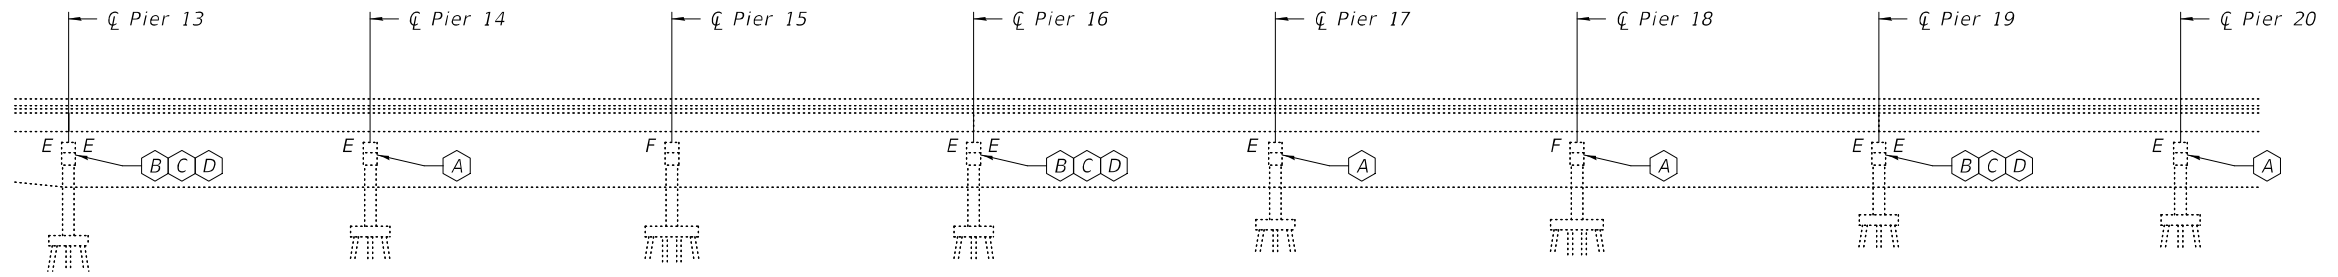 ℄ Pier 13 ℄ Pier 14 ℄ Pier 15 ℄ Pier 16 ℄ Pier 17 ℄ Pier 18 ℄ Pier 19 ℄ Pier 20
E E E F E E E F E E E
B C D A B C D A A B C D A